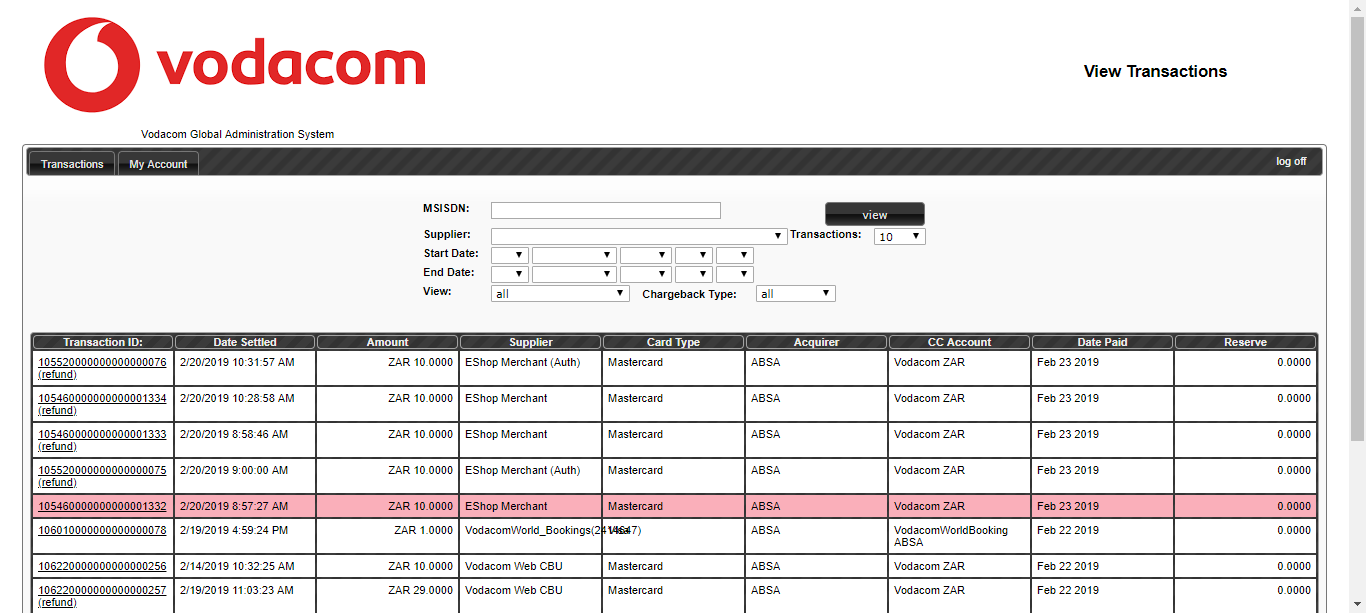 vodacom
View Transactions
Vodacom Global Administration System
Transactions My Account log off
MSISDN: view
Supplier: Transactions: 10
Start Date:
End Date:
View: all Chargeback Type: all
Transaction ID: Date Settled Amount Supplier Card Type Acquirer CC Account Date Paid Reserve
105520000000000000076 2/20/2019 10:31:57 AM ZAR 10.0000 EShop Merchant (Auth) Mastercard ABSA Vodacom ZAR Feb 23 2019 0.0000
(refund)
105460000000000001334 2/20/2019 10:28:58 AM ZAR 10.0000 EShop Merchant Mastercard ABSA Vodacom ZAR Feb 23 2019 0.0000
(refund)
105460000000000001333 2/20/2019 8:58:46 AM ZAR 10.0000 EShop Merchant Mastercard ABSA Vodacom ZAR Feb 23 2019 0.0000
(refund)
105520000000000000075 2/20/2019 9:00:00 AM ZAR 10.0000 EShop Merchant (Auth) Mastercard ABSA Vodacom ZAR Feb 23 2019 0.0000
(refund)
105460000000000001332 2/20/2019 8:57:27 AM ZAR 10.0000 EShop Merchant Mastercard ABSA Vodacom ZAR Feb 23 2019 0.0000
106010000000000000078 2/19/2019 4:59:24 PM ZAR 1.0000 VodacomWorld_Bookings(2414647) Visa ABSA VodacomWorldBooking Feb 22 2019 0.0000
ABSA
106220000000000000256 2/14/2019 10:32:25 AM ZAR 10.0000 Vodacom Web CBU Mastercard ABSA Vodacom ZAR Feb 22 2019 0.0000
106220000000000000257 2/19/2019 11:03:23 AM ZAR 29.0000 Vodacom Web CBU Mastercard ABSA Vodacom ZAR Feb 22 2019 0.0000
(refund)